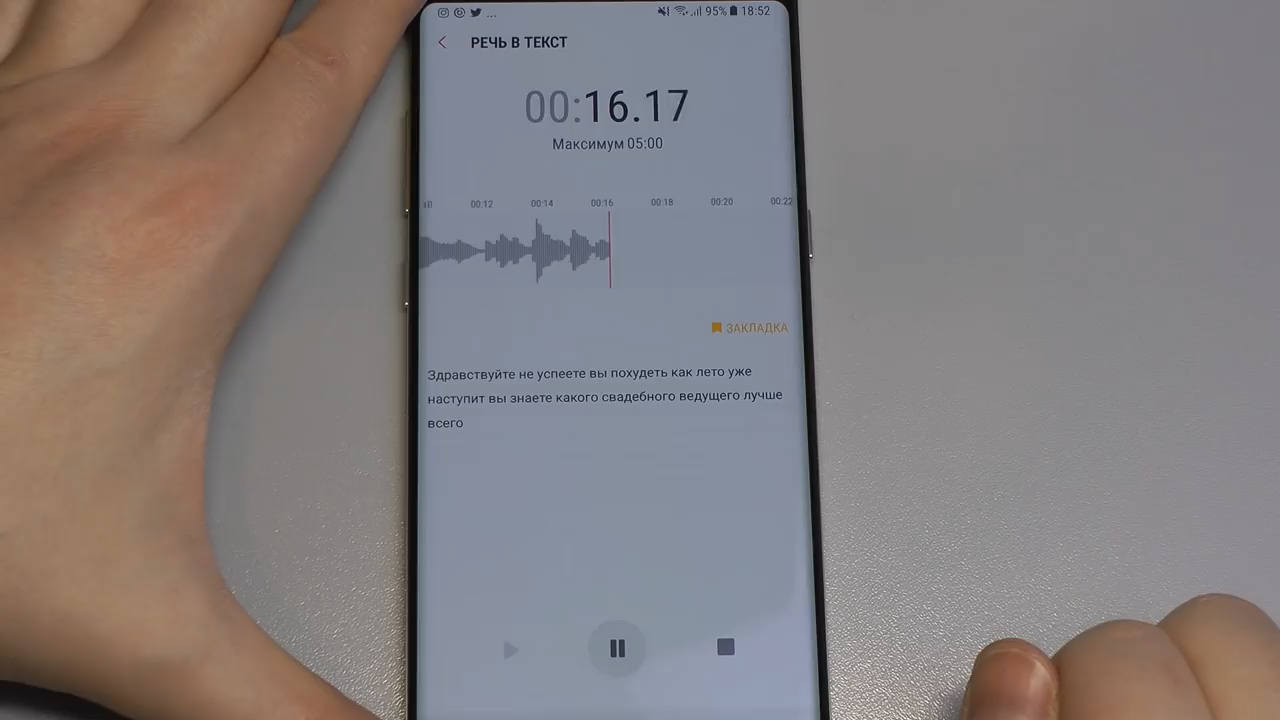 ... 95% 18:52
РЕЧЬ В ТЕКСТ
00:16.17
Максимум 05:00
00:12 00:14 00:16 00:18 00:20 00:22
ЗАКЛАДКА
Здравствуйте не успеете вы похудеть как лето уже
наступит вы знаете какого свадебного ведущего лучше
всего